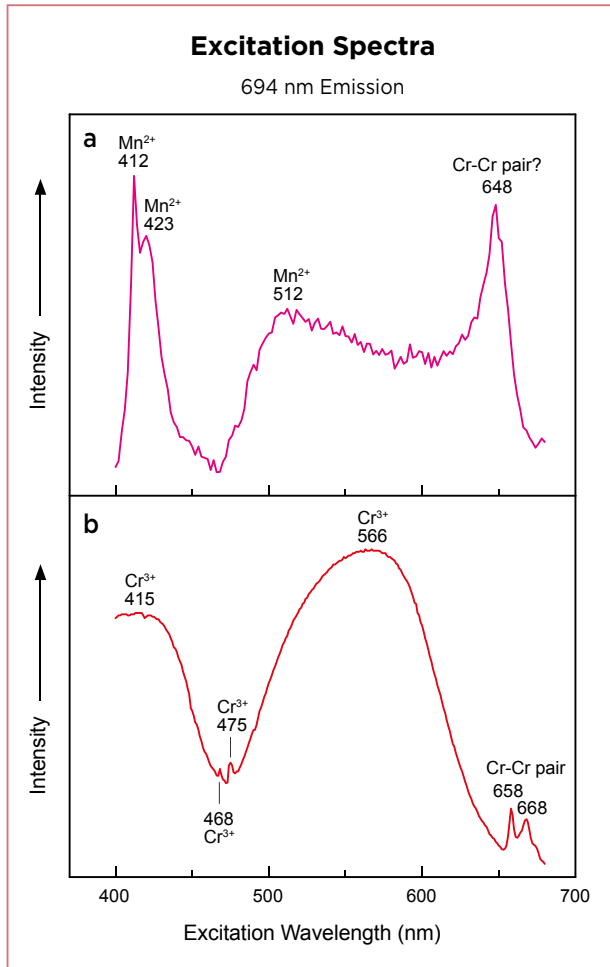 Excitation Spectra
694 nm Emission
a
Mn²⁺
412
Mn²⁺
423
Mn²⁺
512
Cr-Cr pair?
648
Intensity
b
Cr³⁺
415
Cr³⁺
475
468
Cr³⁺
Cr³⁺
566
Cr-Cr pair
658
668
Intensity
400
500
600
700
Excitation Wavelength (nm)